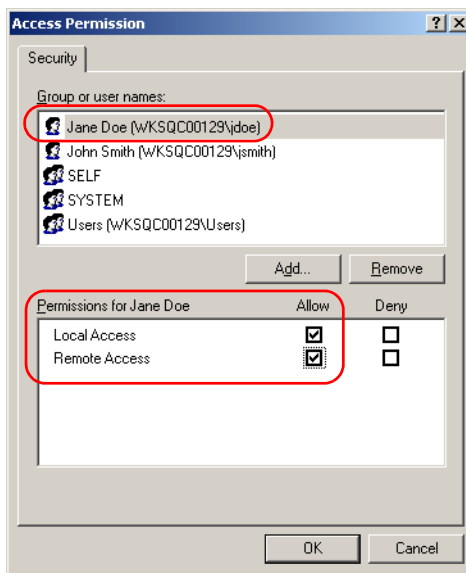 Access Permission
Security
Group or user names:
Jane Doe (WKSQC00129\jdoe)
John Smith (WKSQC00129\jsmith)
SELF
SYSTEM
Users (WKSQC00129\Users)
Add... Remove
Permissions for Jane Doe Allow Deny
Local Access
Remote Access
OK Cancel